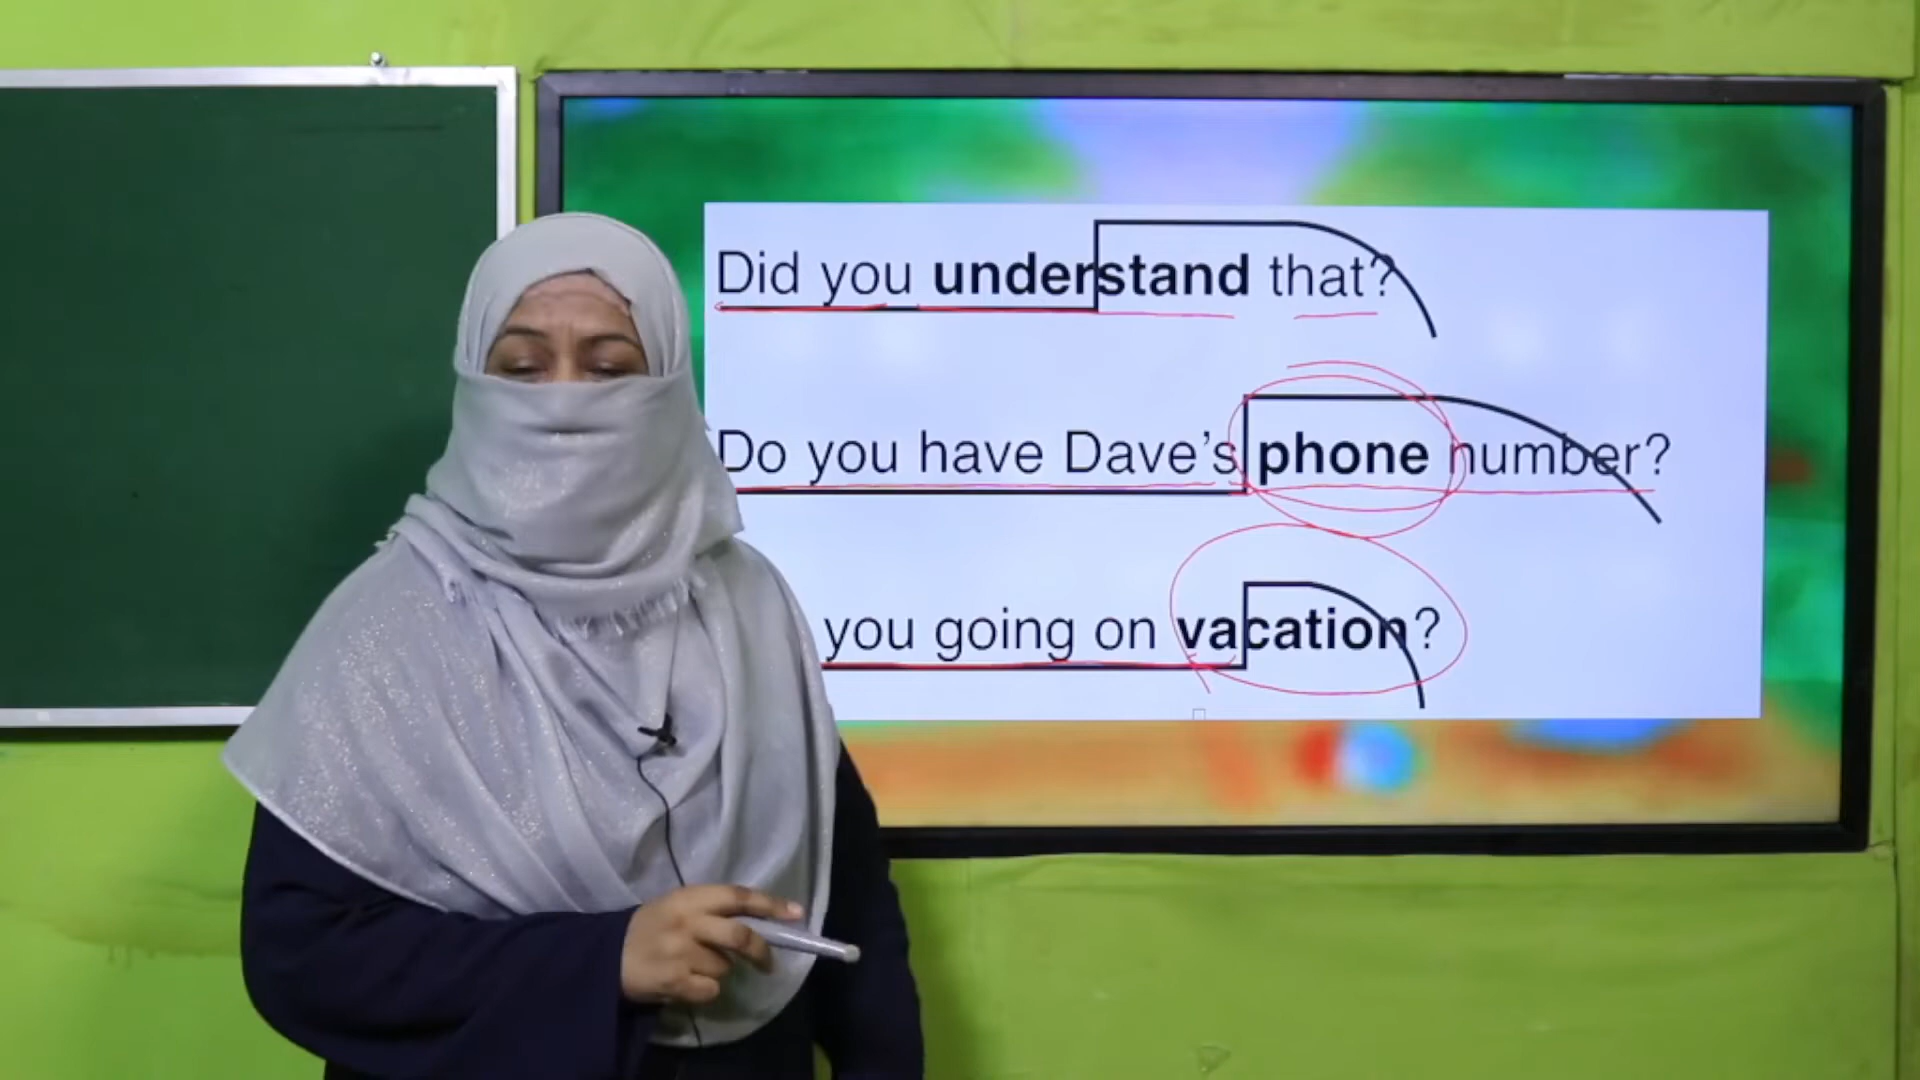 Did you understand that?
Do you have Dave's phone number?
you going on vacation?